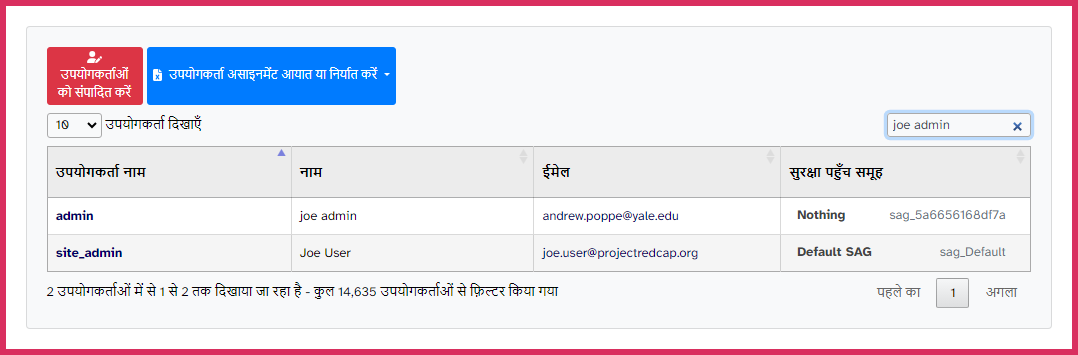 उपयोगकर्ताओं
को संपादित करें
उपयोगकर्ता असाइनमेंट आयात या निर्यात करें
10 उपयोगकर्ता दिखाएँ
joe admin
उपयोगकर्ता नाम नाम ईमेल सुरक्षा पहुँच समूह
admin joe admin andrew.poppe@yale.edu Nothing sag_5a6656168df7a
site_admin Joe User joe.user@projectredcap.org Default SAG sag_Default
2 उपयोगकर्ताओं में से 1 से 2 तक दिखाया जा रहा है - कुल 14,635 उपयोगकर्ताओं से फ़िल्टर किया गया
पहले का 1 अगला